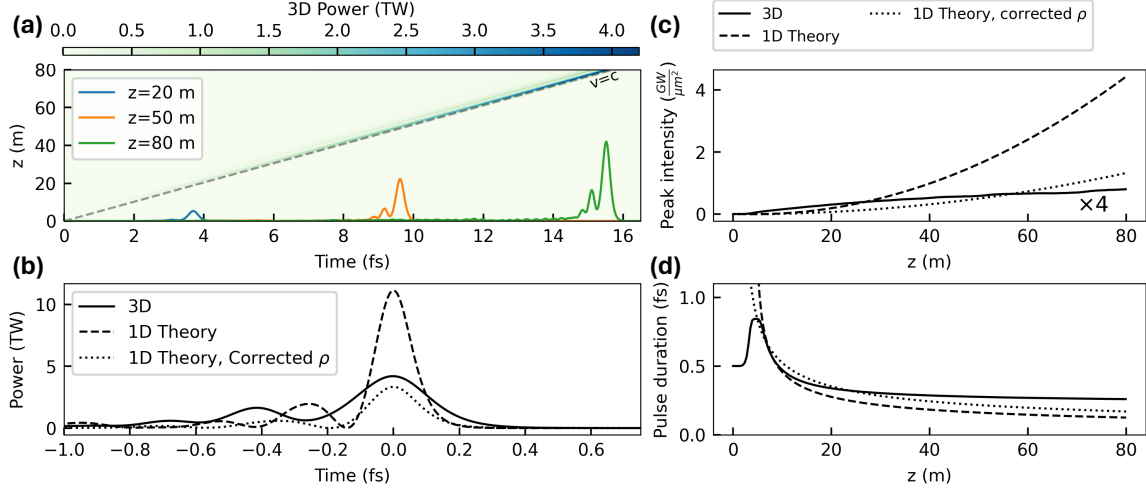 (a)
3D Power (TW)
0.0 0.5 1.0 1.5 2.0 2.5 3.0 3.5 4.0
80
60
40
20
0
z (m)
z=20 m
z=50 m
z=80 m
v=c
0 2 4 6 8 10 12 14 16
Time (fs)
(b)
10
5
0
Power (TW)
3D
1D Theory
1D Theory, Corrected ρ
−1.0 −0.8 −0.6 −0.4 −0.2 0.0 0.2 0.4 0.6
Time (fs)
(c)
3D
1D Theory
1D Theory, corrected ρ
4
2
0
Peak intensity (GW/μm²)
×4
0 20 40 60 80
z (m)
(d)
1.0
0.5
0.0
Pulse duration (fs)
0 20 40 60 80
z (m)